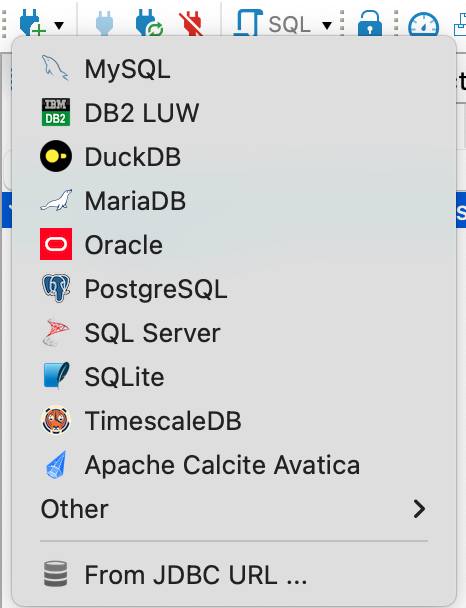 SQL
MySQL
IBM
DB2
DB2 LUW
DuckDB
MariaDB
Oracle
PostgreSQL
SQL Server
SQLite
TimescaleDB
Apache Calcite Avatica
Other
From JDBC URL ...